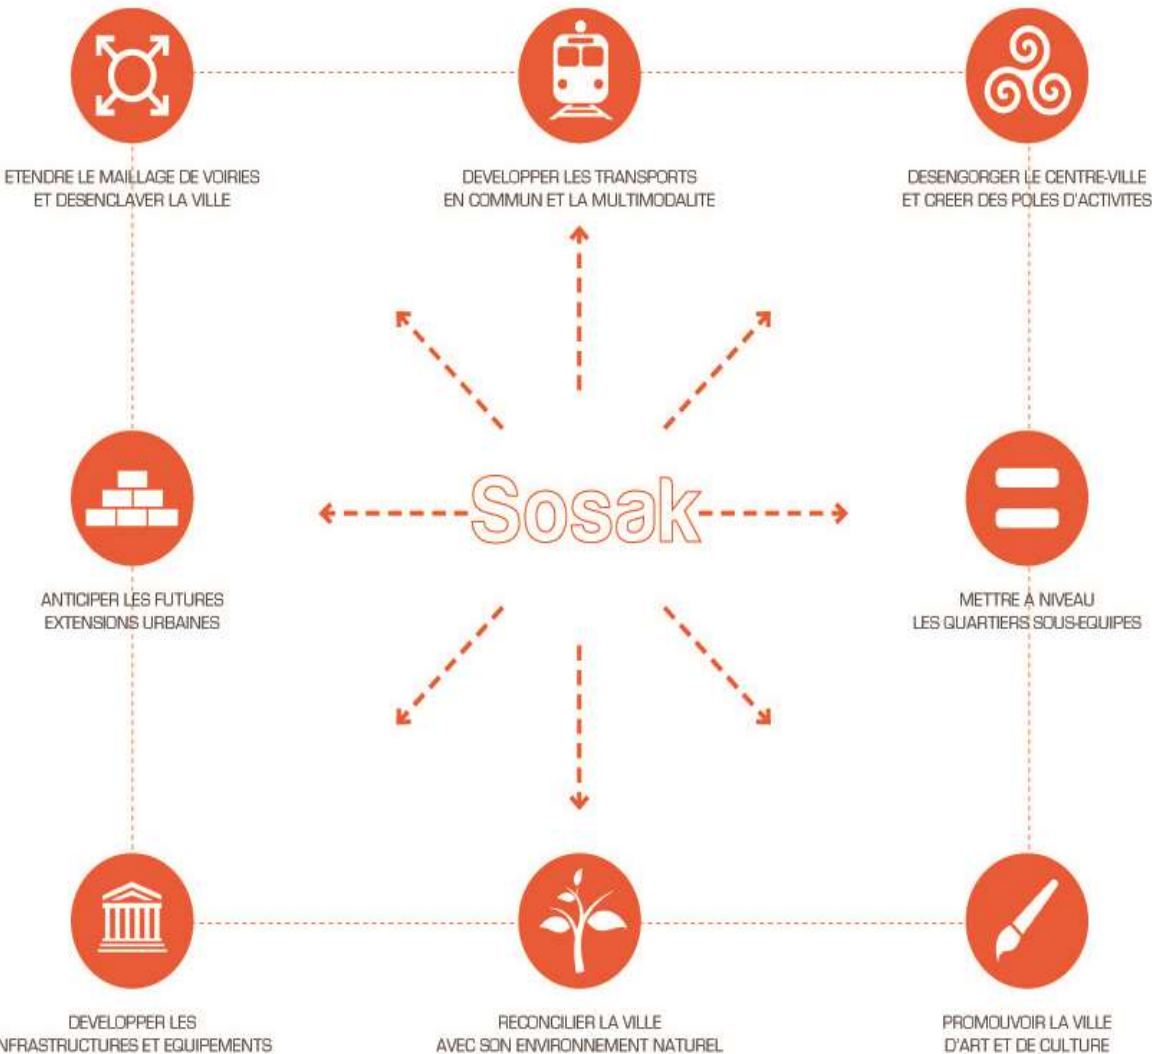 ETENDRE LE MAILLAGE DE VOIRIES
ET DESENCLAVER LA VILLE
DEVELOPPER LES TRANSPORTS
EN COMMUN ET LA MULTIMODALITE
DESENGORGER LE CENTRE-VILLE
ET CREER DES POLES D'ACTIVITES
Sosak
ANTICIPER LES FUTURES
EXTENSIONS URBAINES
METTRE A NIVEAU
LES QUARTIERS SOUS-EQUIPES
DEVELOPPER LES
NFRASTRUCTURES ET EQUIPEMENTS
RECONCILIER LA VILLE
AVEC SON ENVIRONNEMENT NATUREL
PROMOUVOIR LA VILLE
D'ART ET DE CULTURE